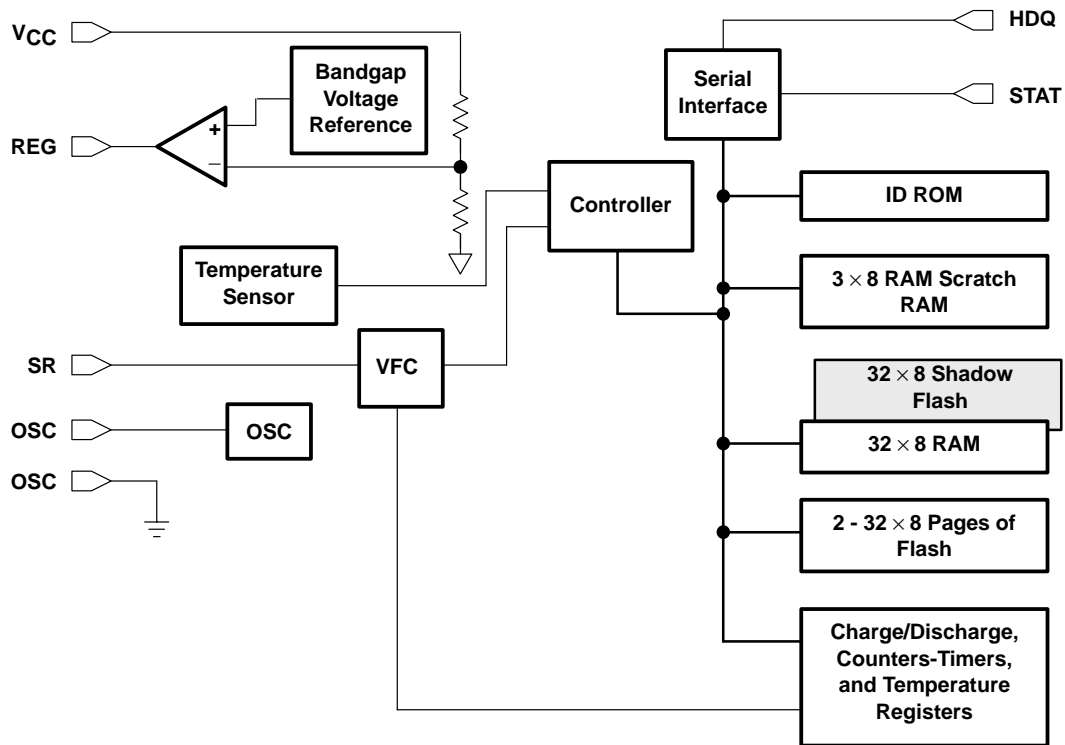 VCC
Bandgap
Voltage
Reference
+
−
REG
Temperature
Sensor
SR
VFC
OSC
OSC
OSC
Controller
Serial
Interface
HDQ
STAT
ID ROM
3 × 8 RAM Scratch
RAM
32 × 8 Shadow
Flash
32 × 8 RAM
2 - 32 × 8 Pages of
Flash
Charge/Discharge,
Counters-Timers,
and Temperature
Registers